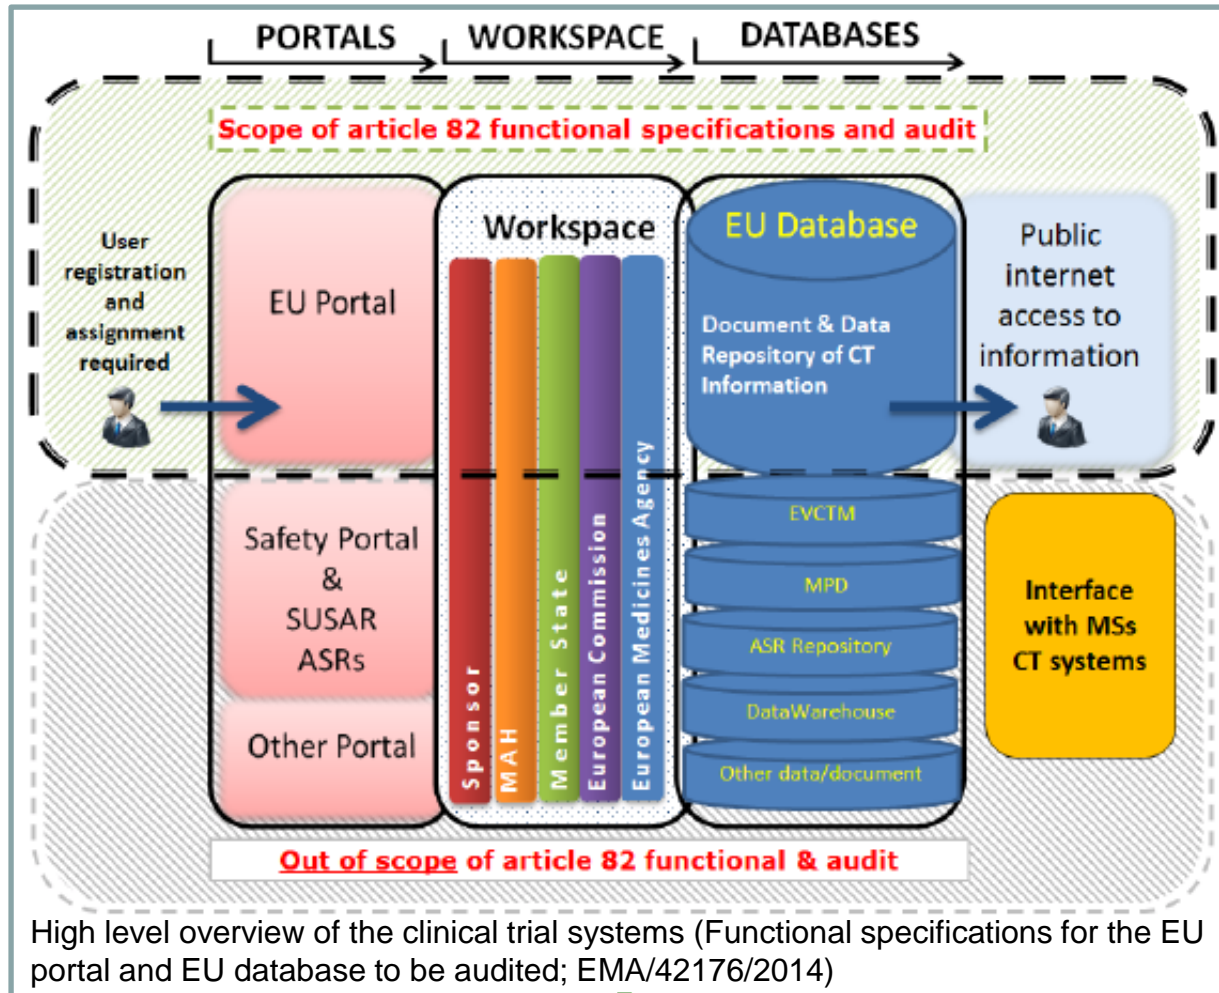 PORTALS
WORKSPACE
DATABASES
Scope of article 82 functional specifications and audit
User
registration
and
assignment
required
EU Portal
Workspace
EU Database
Document & Data
Repository of CT
Information
Public
internet
access to
information
Safety Portal
&
SUSAR
ASRs
Other Portal
Sponsor
MAH
Member State
European Commission
European Medicines Agency
EVCTM
MPD
ASR Repository
DataWarehouse
Other data/document
Interface
with MSs
CT systems
Out of scope of article 82 functional & audit
High level overview of the clinical trial systems (Functional specifications for the EU
portal and EU database to be audited; EMA/42176/2014)